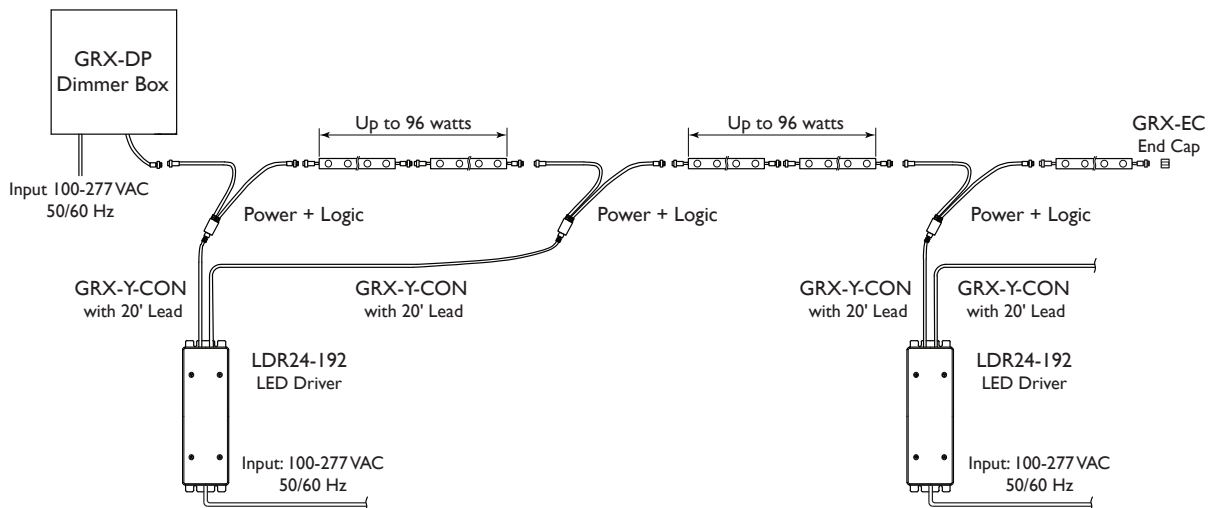 GRX-DP
Dimmer Box
Up to 96 watts
Up to 96 watts
GRX-EC
End Cap
Input 100-277 VAC
50/60 Hz
Power + Logic
Power + Logic
Power + Logic
GRX-Y-CON
with 20' Lead
GRX-Y-CON
with 20' Lead
GRX-Y-CON
with 20' Lead
GRX-Y-CON
with 20' Lead
LDR24-192
LED Driver
LDR24-192
LED Driver
Input: 100-277 VAC
50/60 Hz
Input: 100-277 VAC
50/60 Hz